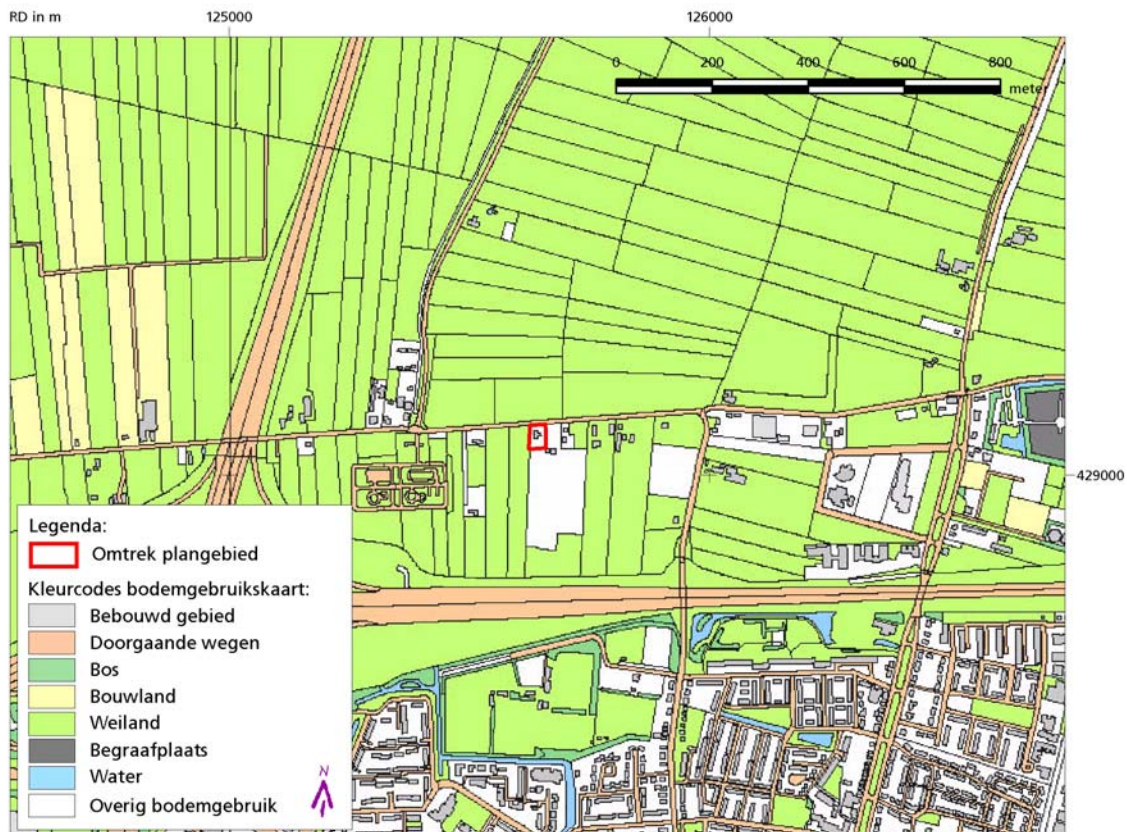 RD in m 125000 126000
0 200 400 600 800
meter
429000
Legenda:
Omtrek plangebied
Kleurcodes bodemgebruikskaart:
Bebouwd gebied
Doorgaande wegen
Bos
Bouwland
Weiland
Begraafplaats
Water
Overig bodemgebruik
N